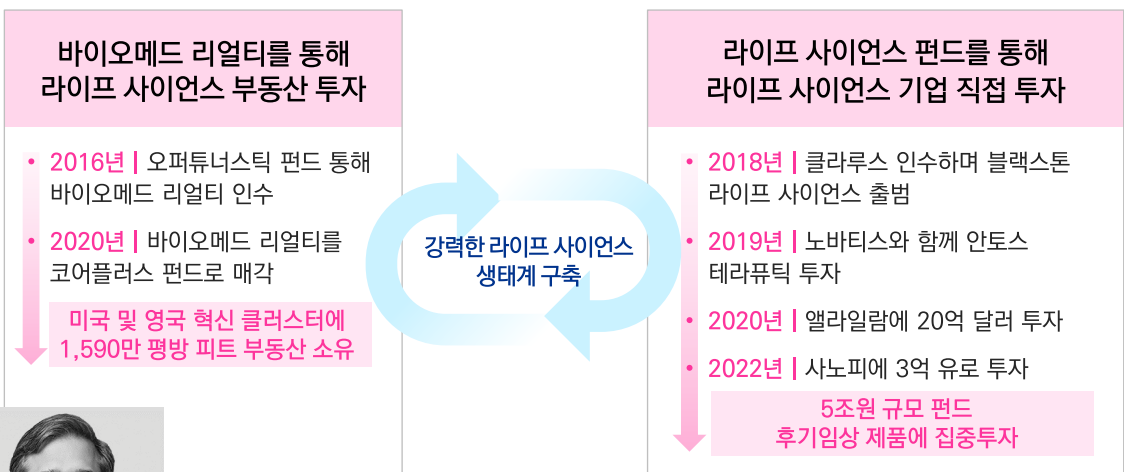 바이오메드 리얼티를 통해
라이프 사이언스 부동산 투자
• 2016년 | 오퍼튜너스틱 펀드 통해
바이오메드 리얼티 인수
• 2020년 | 바이오메드 리얼티를
코어플러스 펀드로 매각
미국 및 영국 혁신 클러스터에
1,590만 평방 피트 부동산 소유
강력한 라이프 사이언스
생태계 구축
라이프 사이언스 펀드를 통해
라이프 사이언스 기업 직접 투자
• 2018년 | 클라루스 인수하며 블랙스톤
라이프 사이언스 출범
• 2019년 | 노바티스와 함께 안토스
테라퓨틱 투자
• 2020년 | 앨라일람에 20억 달러 투자
• 2022년 | 사노피에 3억 유로 투자
5조원 규모 펀드
후기임상 제품에 집중투자